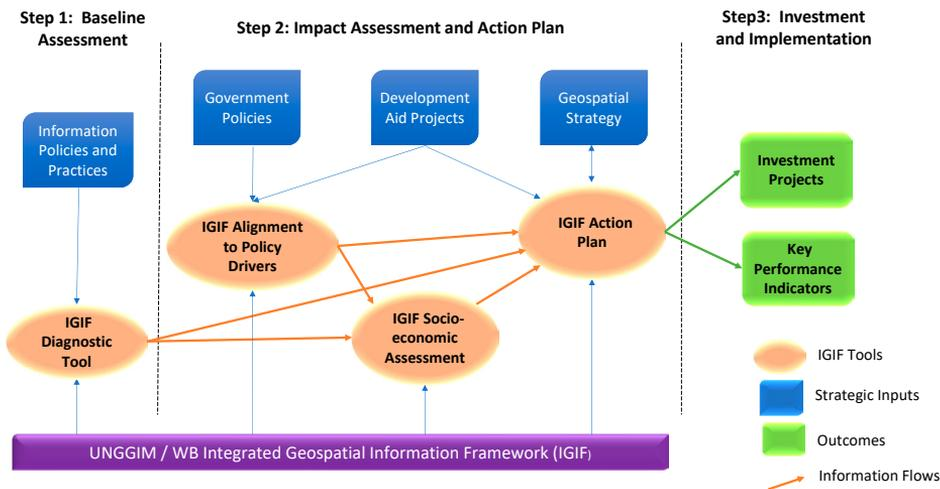 Step 1: Baseline
Assessment
Step 2: Impact Assessment and Action Plan
Step3: Investment
and Implementation
Information
Policies and
Practices
Government
Policies
Development
Aid Projects
Geospatial
Strategy
Investment
Projects
Key
Performance
Indicators
IGIF Alignment
to Policy
Drivers
IGIF Action
Plan
IGIF
Diagnostic
Tool
IGIF Socio-
economic
Assessment
UNGGIM / WB Integrated Geospatial Information Framework (IGIF)
IGIF Tools
Strategic Inputs
Outcomes
Information Flows